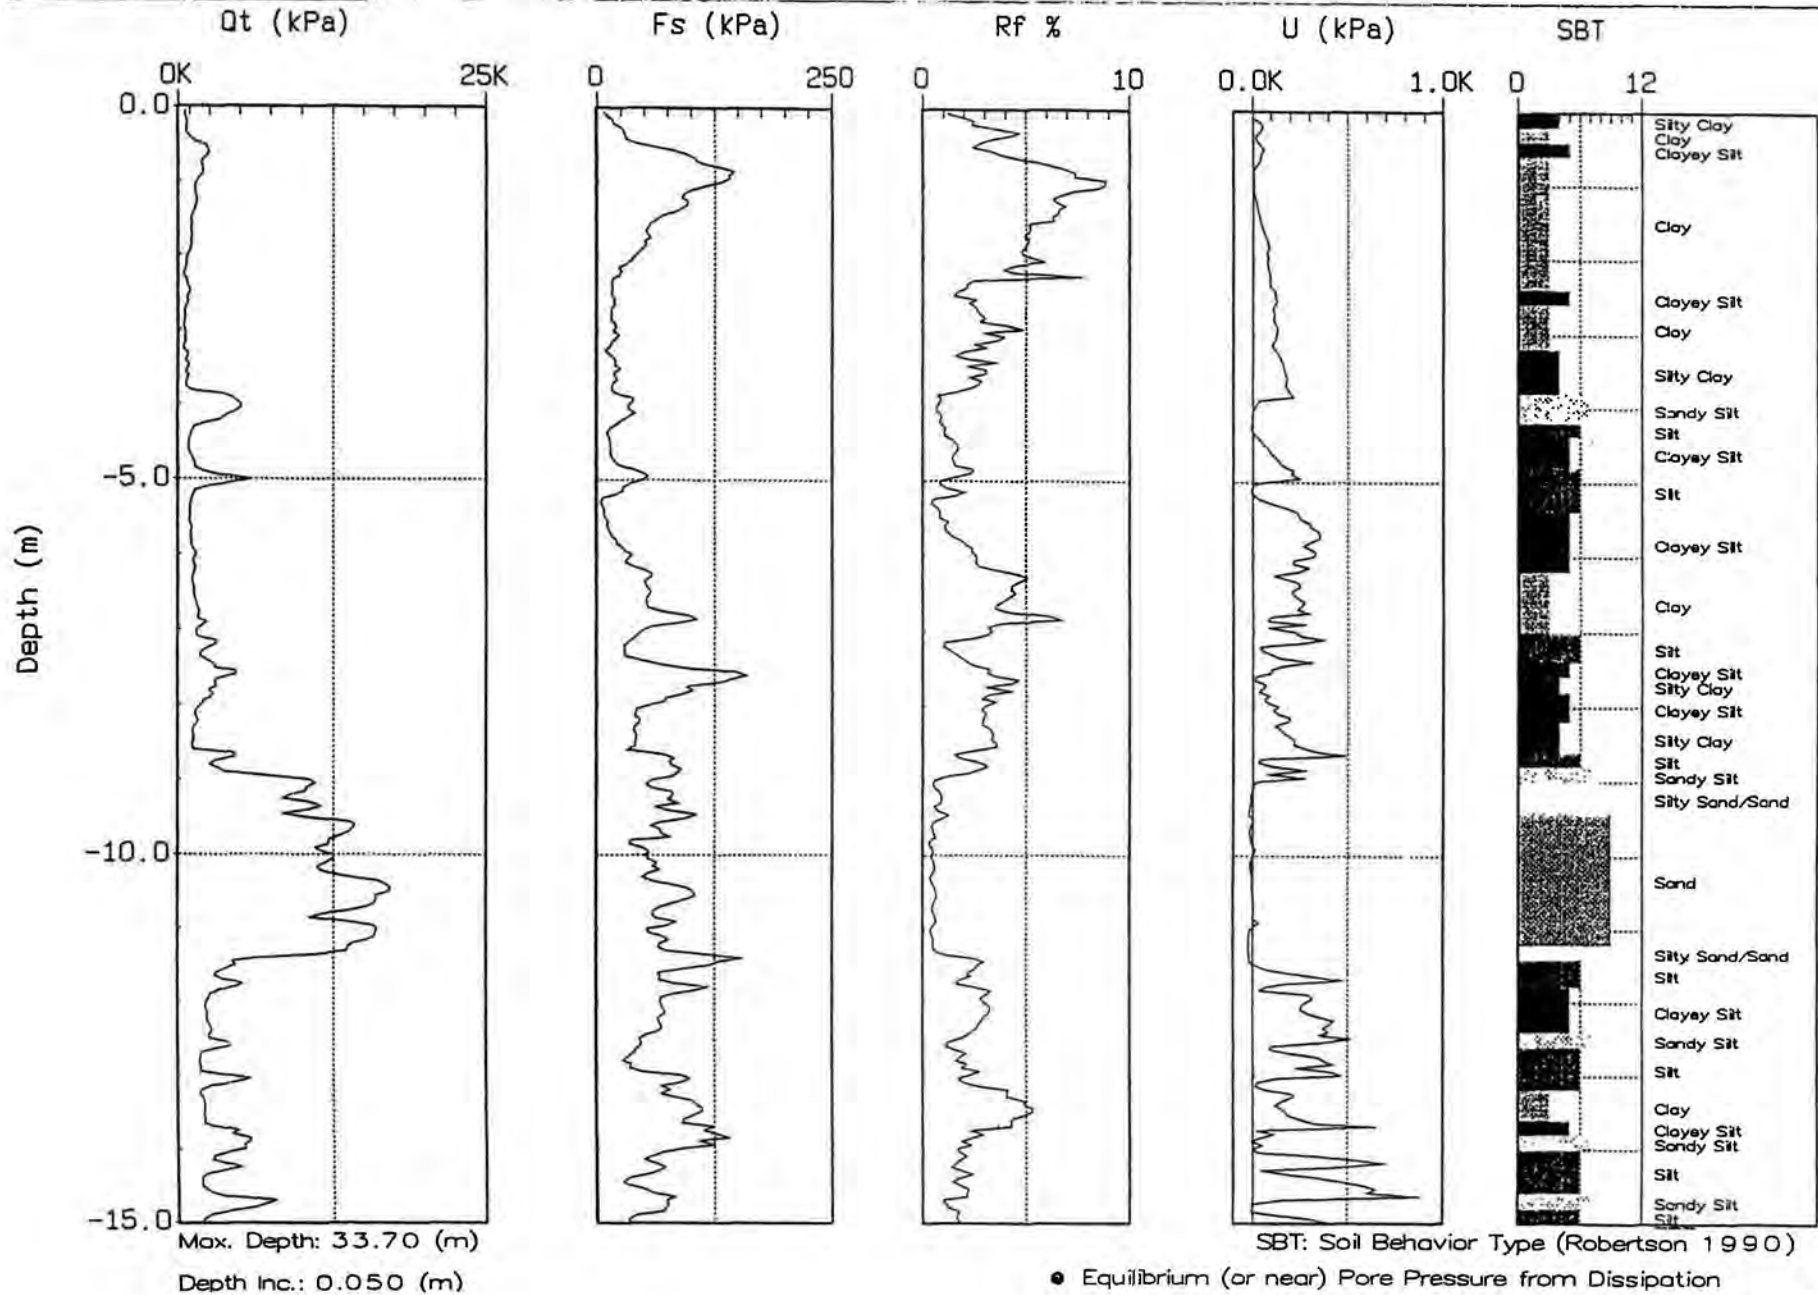 Qt (kPa)
Fs (kPa)
Rf %
U (kPa)
SBT
0K 25K
0 250
0 10
0.0K 1.0K
0 12
0.0
-5.0
-10.0
-15.0
Depth (m)
Silty Clay
Clay
Clayey Silt
Clay
Clayey Silt
Clay
Silty Clay
Sandy Silt
Silt
Clayey Silt
Silt
Clayey Silt
Clay
Silt
Clayey Silt
Silty Clay
Clayey Silt
Silty Clay
Silt
Sandy Silt
Silty Sand/Sand
Sand
Silty Sand/Sand
Silt
Clayey Silt
Sandy Silt
Silt
Clay
Clayey Silt
Sandy Silt
Silt
Sandy Silt
Silt
Max. Depth: 33.70 (m)
Depth Inc.: 0.050 (m)
SBT: Soil Behavior Type (Robertson 1990)
Equilibrium (or near) Pore Pressure from Dissipation